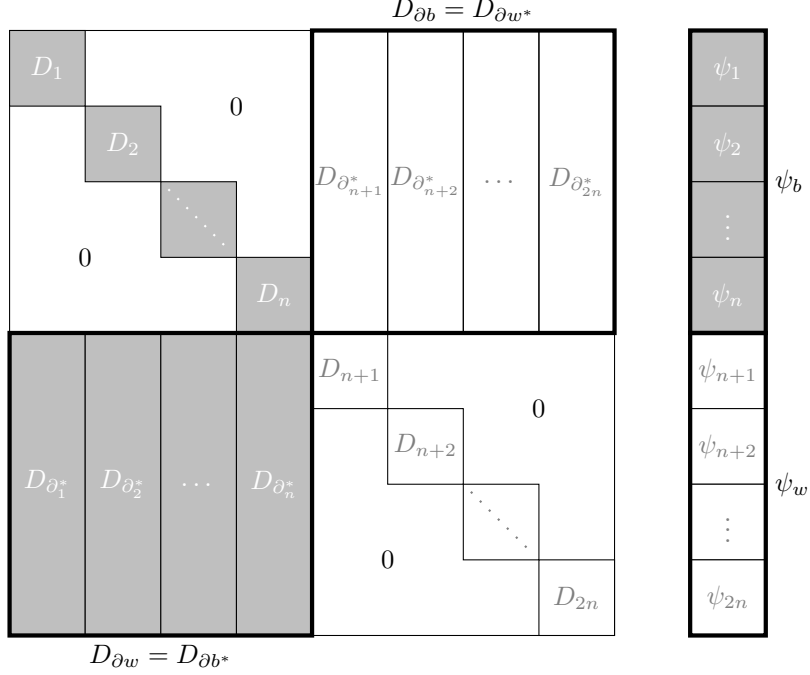 D_{∂b} = D_{∂w*}
D_1
ψ_1
0
D_2
ψ_2
D_{∂*_{n+1}} D_{∂*_{n+2}} ⋯ D_{∂*_{2n}}
ψ_b
⋱
⋮
0
D_n
ψ_n
D_{n+1}
ψ_{n+1}
0
D_{n+2}
ψ_{n+2}
D_{∂*_1} D_{∂*_2} ⋯ D_{∂*_n}
ψ_w
⋱
⋮
0
D_{2n}
ψ_{2n}
D_{∂w} = D_{∂b*}